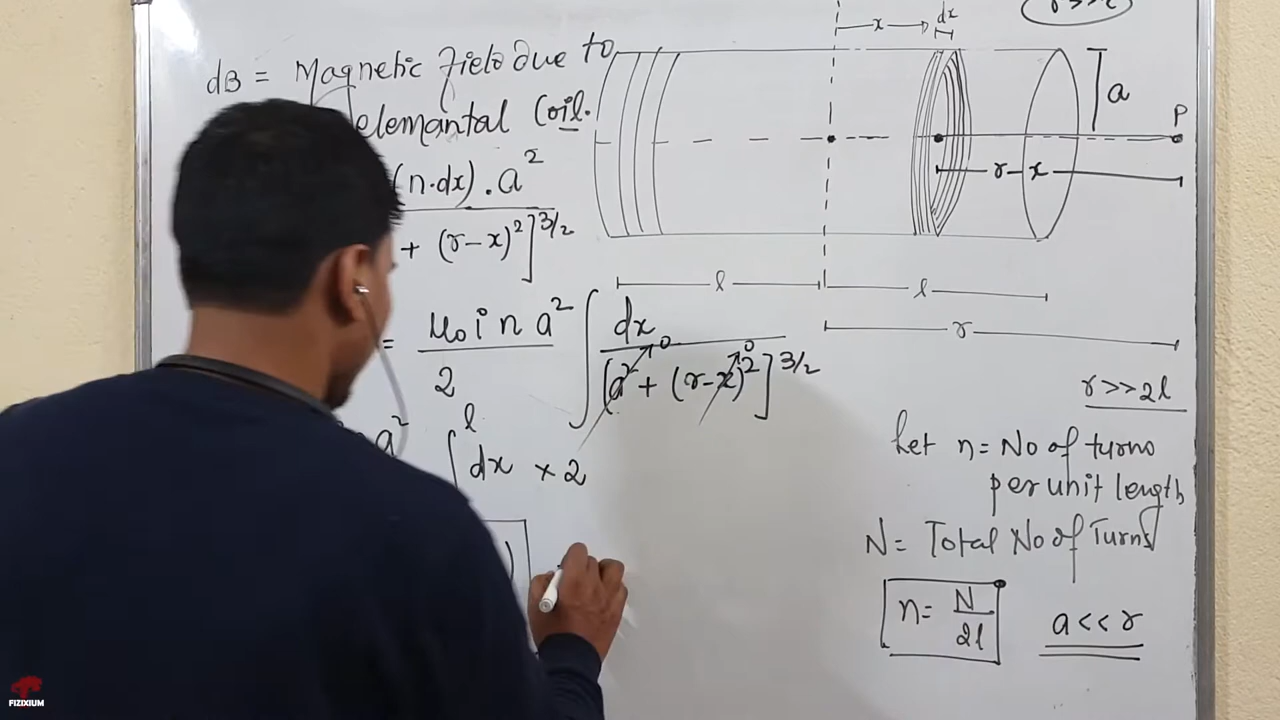 dB = Magnetic field due to
elemantal Coil.
(n·dx).a²
+ (r-x)²]^3/2
= μ₀ i n a² / 2 ∫ dx / [a² + (r-x)²]^3/2
0
0
a² ∫ˡ dx × 2
)
x
dx
a
P
r-x
l
l
r
r>>2l
Let n = No of turns
per unit length
N = Total No of Turns
n = N / 2l
a << r
FIZIXIUM